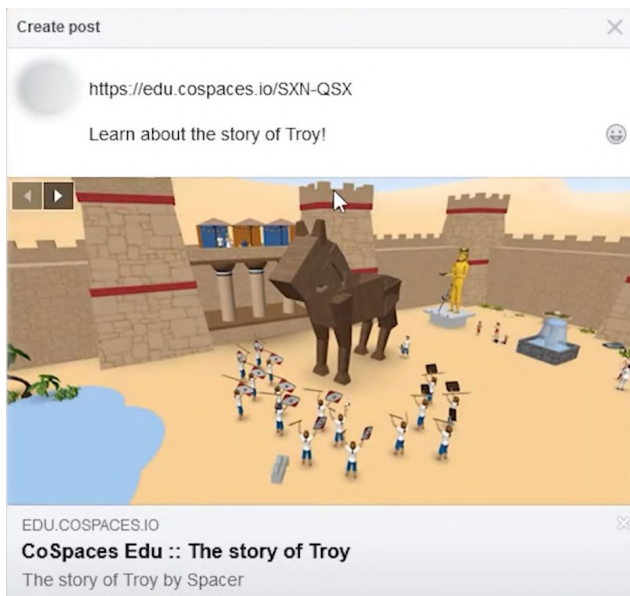 Create post
https://edu.cospaces.io/SXN-QSX
Learn about the story of Troy!
EDU.COSPACES.IO
CoSpaces Edu :: The story of Troy
The story of Troy by Spacer